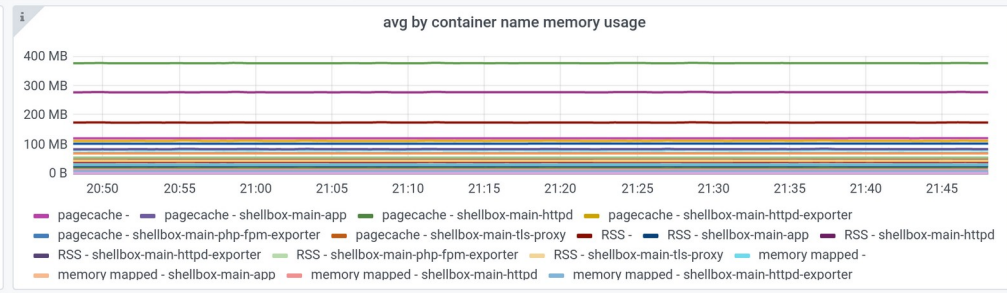 i
avg by container name memory usage
400 MB
300 MB
200 MB
100 MB
0 B
20:50 20:55 21:00 21:05 21:10 21:15 21:20 21:25 21:30 21:35 21:40 21:45
pagecache - pagecache - shellbox-main-app pagecache - shellbox-main-httpd pagecache - shellbox-main-httpd-exporter
pagecache - shellbox-main-php-fpm-exporter pagecache - shellbox-main-tls-proxy RSS - RSS - shellbox-main-app RSS - shellbox-main-httpd
RSS - shellbox-main-httpd-exporter RSS - shellbox-main-php-fpm-exporter RSS - shellbox-main-tls-proxy memory mapped -
memory mapped - shellbox-main-app memory mapped - shellbox-main-httpd memory mapped - shellbox-main-httpd-exporter